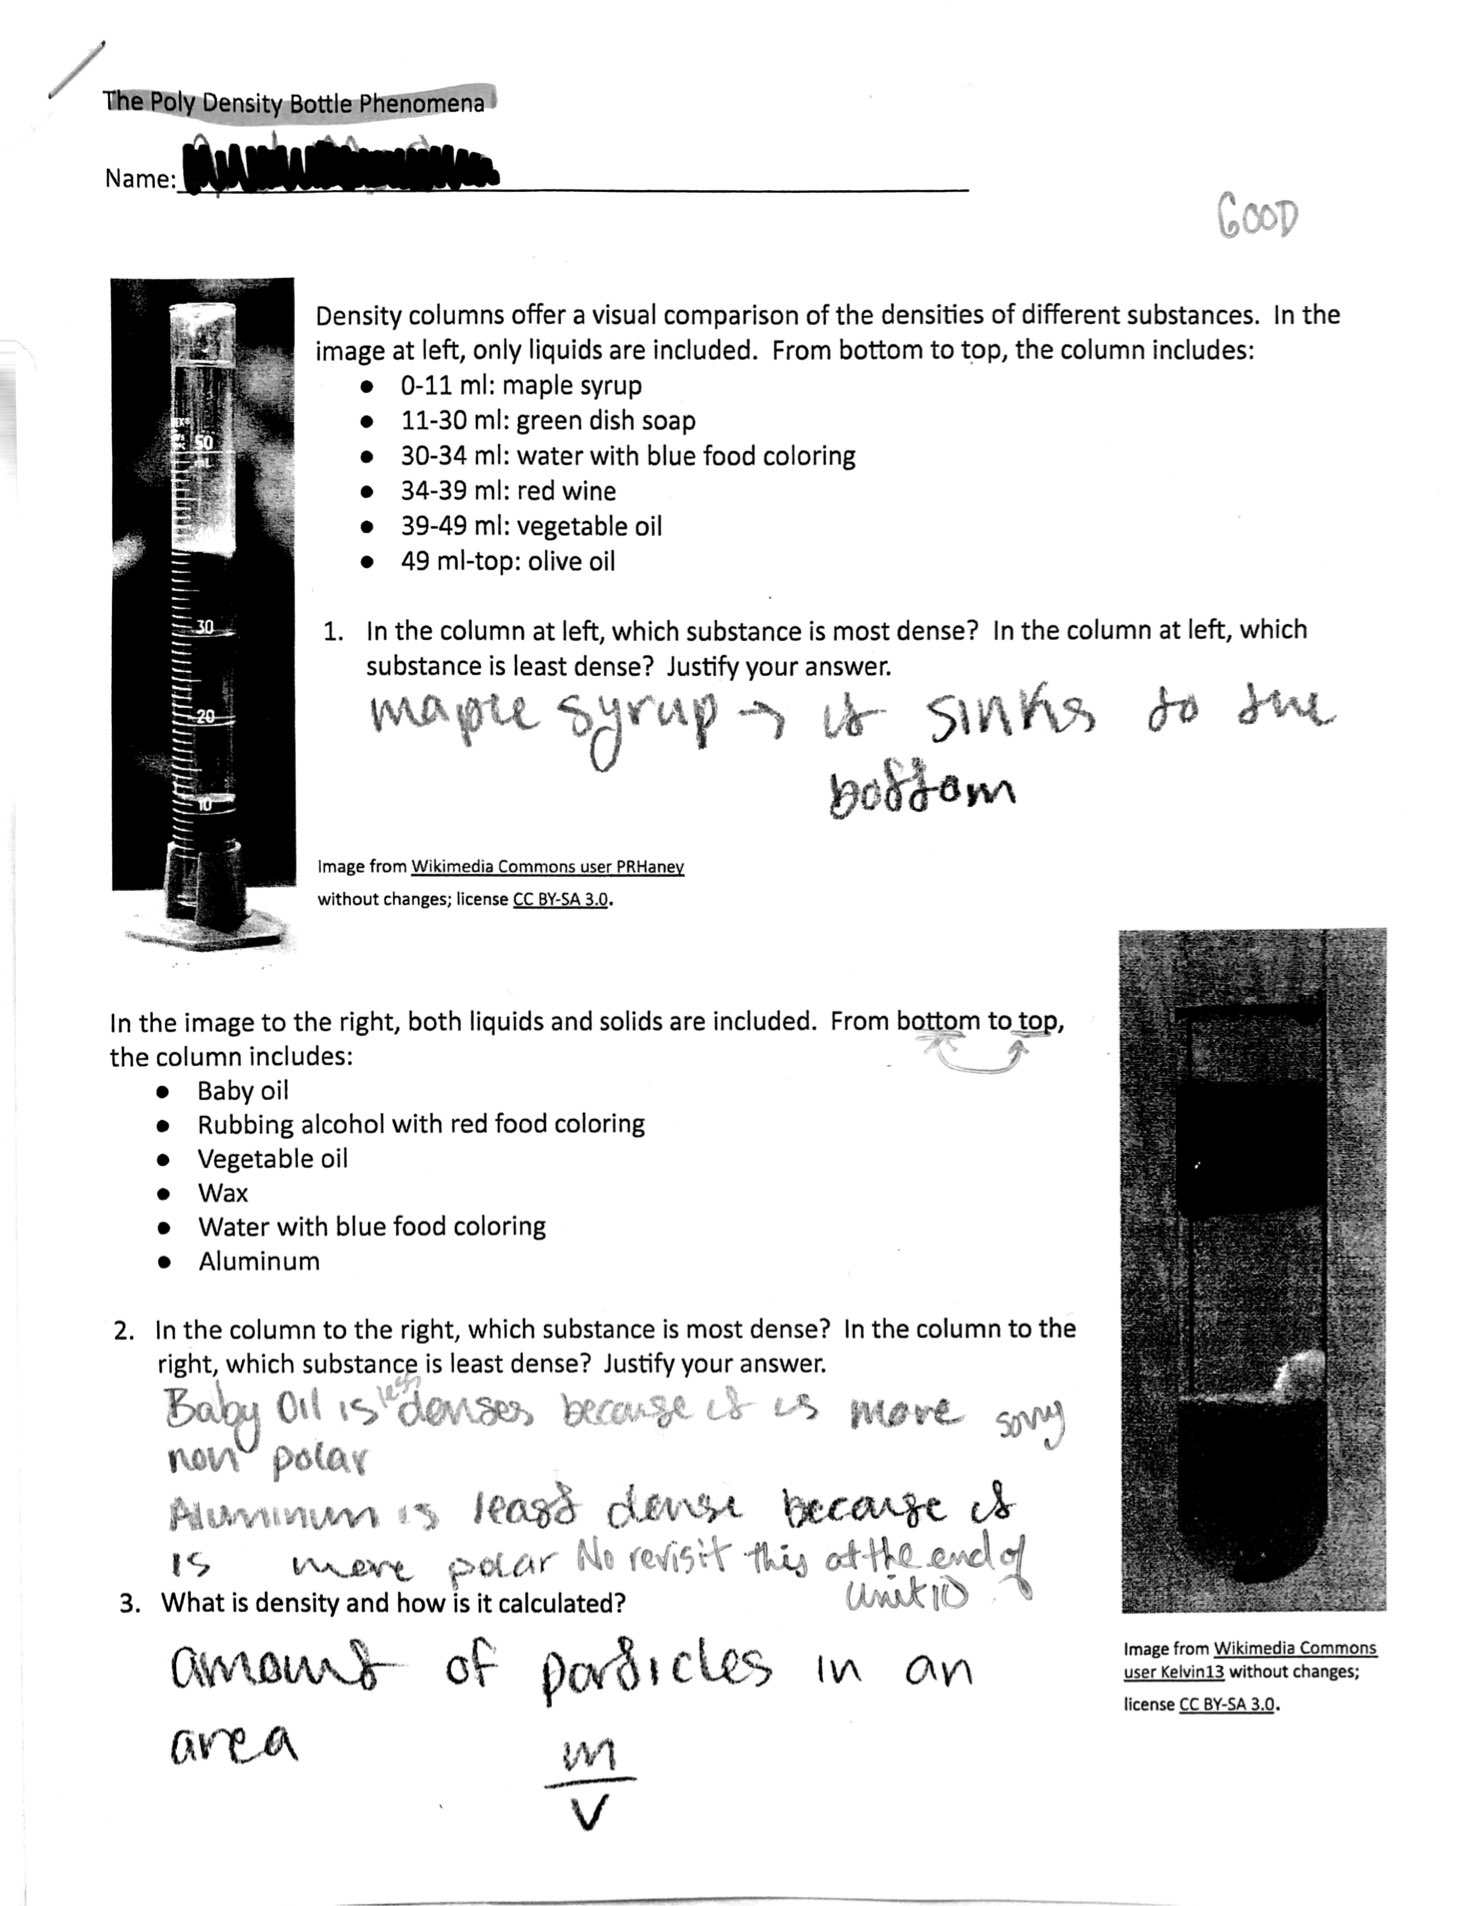 The Poly Density Bottle Phenomena
Name:
GOOD
Density columns offer a visual comparison of the densities of different substances. In the
image at left, only liquids are included. From bottom to top, the column includes:
• 0-11 ml: maple syrup
• 11-30 ml: green dish soap
• 30-34 ml: water with blue food coloring
• 34-39 ml: red wine
• 39-49 ml: vegetable oil
• 49 ml-top: olive oil
50
mL
30
20
10
1. In the column at left, which substance is most dense? In the column at left, which
substance is least dense? Justify your answer.
maple syrup → it sinks to the
bottom
Image from Wikimedia Commons user PRHaney
without changes; license CC BY-SA 3.0.
In the image to the right, both liquids and solids are included. From bottom to top,
the column includes:
• Baby oil
• Rubbing alcohol with red food coloring
• Vegetable oil
• Wax
• Water with blue food coloring
• Aluminum
2. In the column to the right, which substance is most dense? In the column to the
right, which substance is least dense? Justify your answer.
Baby Oil is less denses because it is more sorry
non polar
Aluminum is least dense because it
is more polar No revisit this at the end of
Unit 10
3. What is density and how is it calculated?
amount of particles in an
area
m
V
Image from Wikimedia Commons
user Kelvin13 without changes;
license CC BY-SA 3.0.